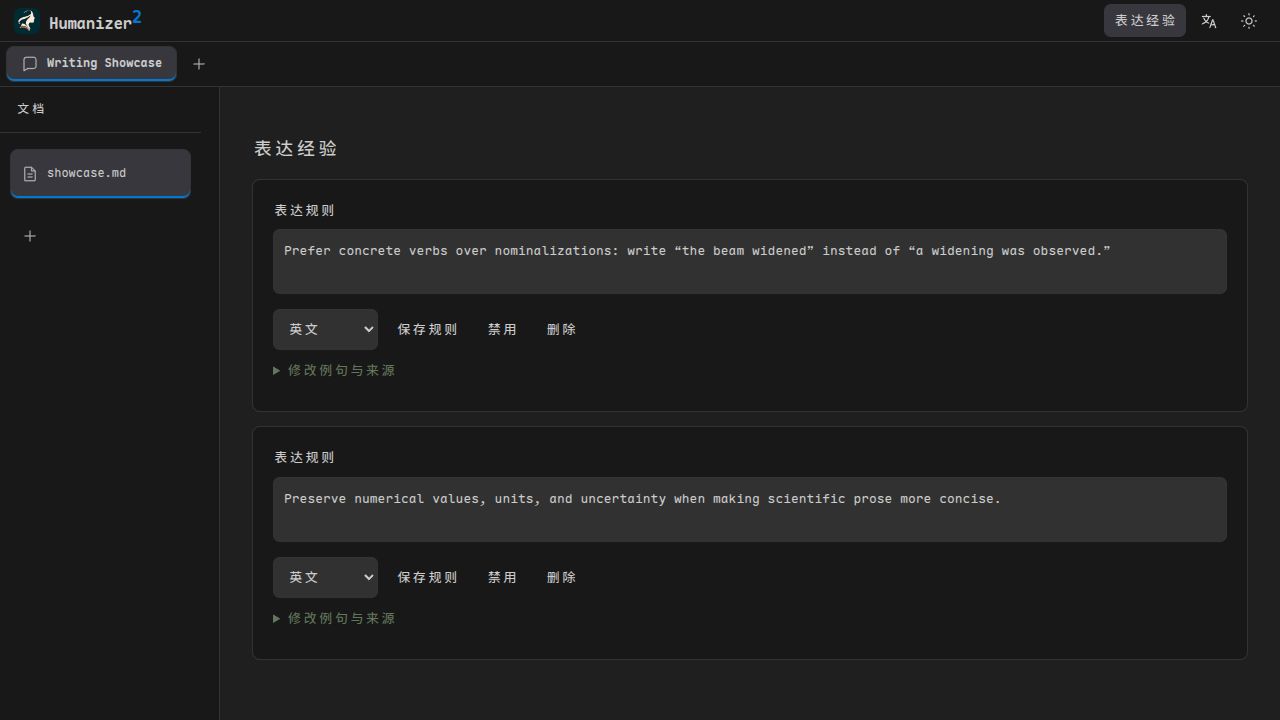 Humanizer2
表达经验
Writing Showcase
文档
showcase.md
表达经验
表达规则
Prefer concrete verbs over nominalizations: write “the beam widened” instead of “a widening was observed.”
英文 保存规则 禁用 删除
修改例句与来源
表达规则
Preserve numerical values, units, and uncertainty when making scientific prose more concise.
英文 保存规则 禁用 删除
修改例句与来源